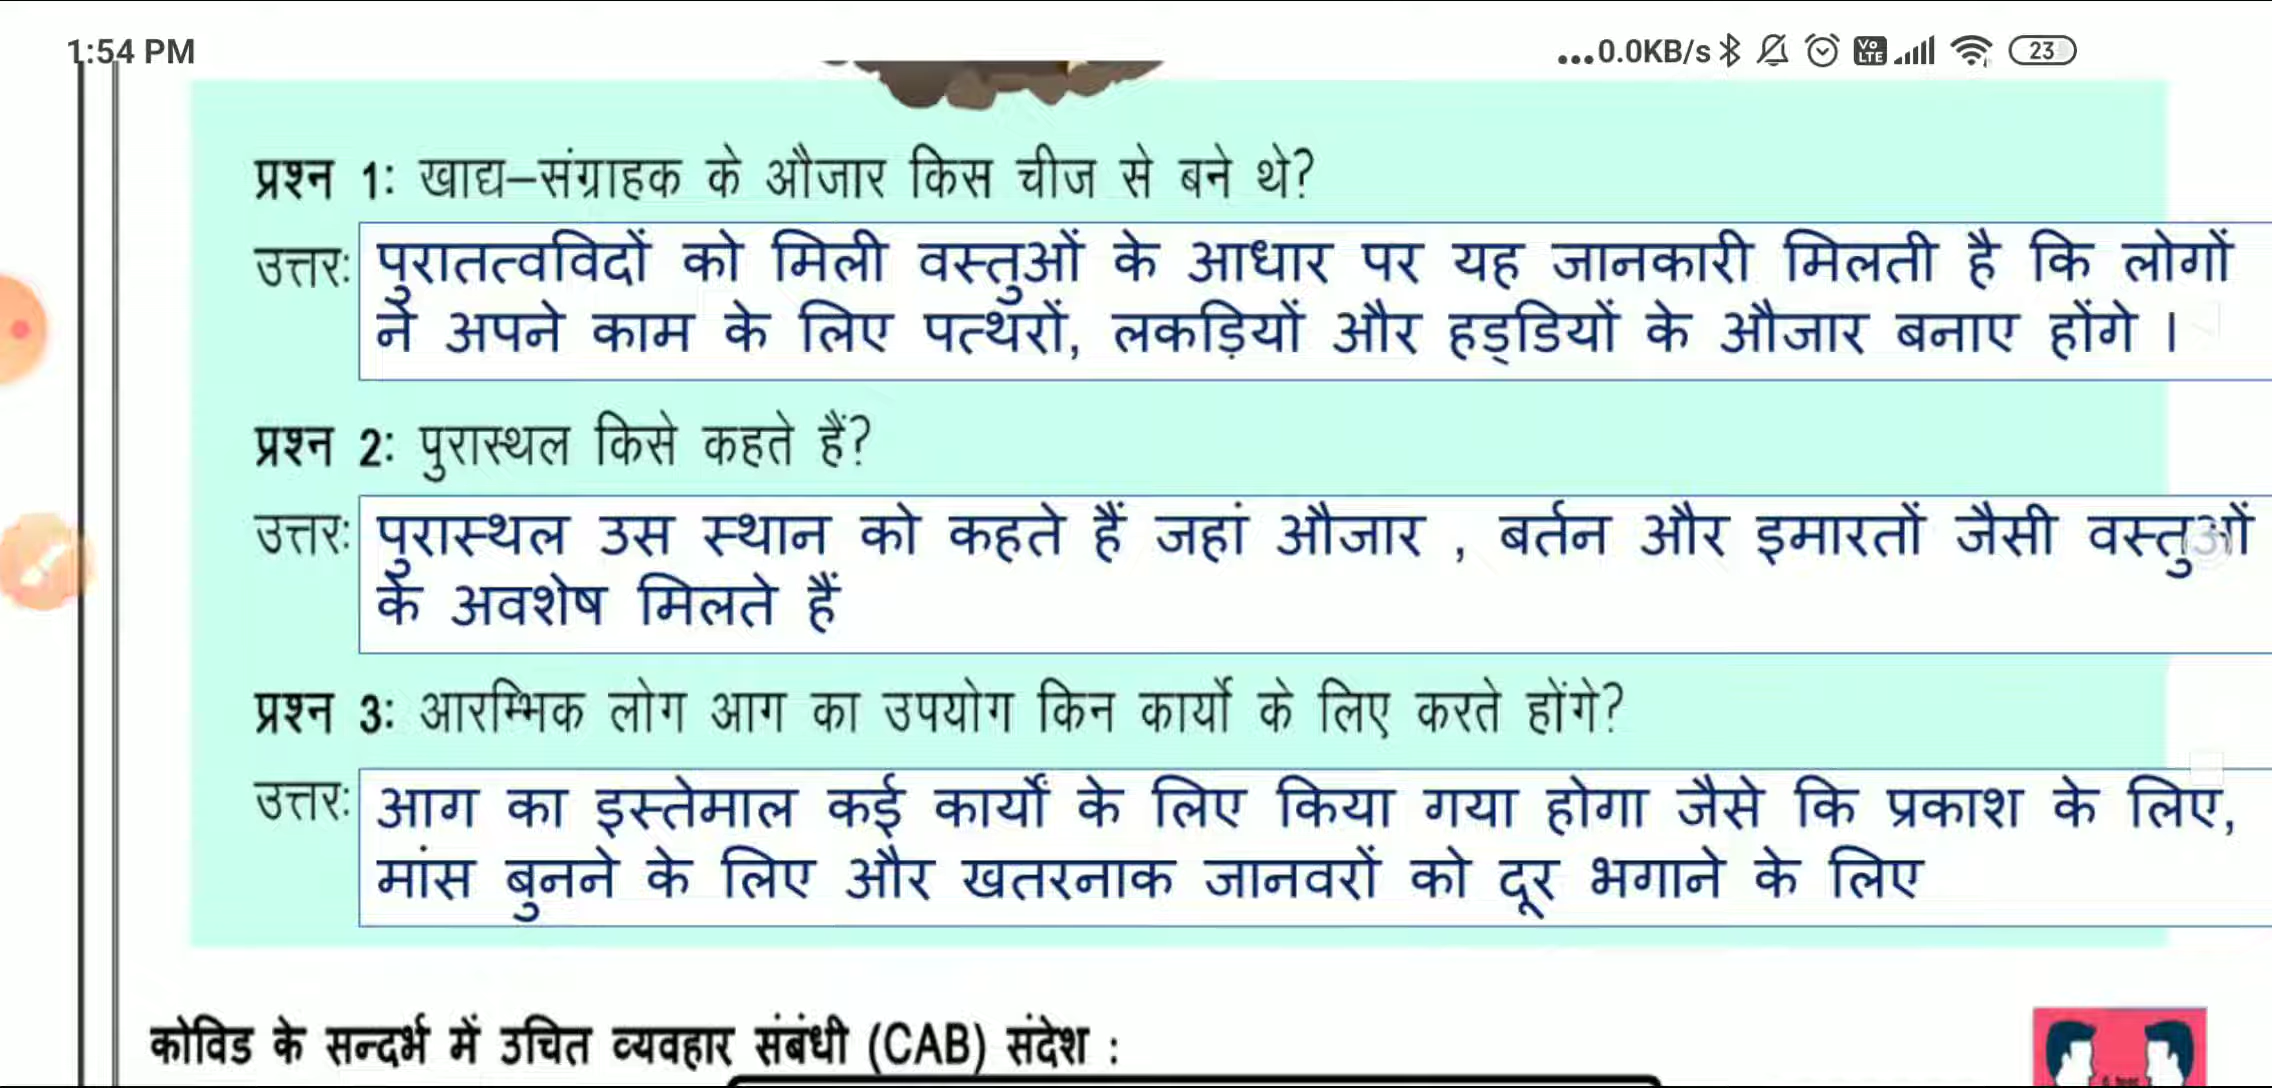 1:54 PM
...0.0KB/s Vo LTE 23
प्रश्न 1: खाद्य–संग्राहक के औजार किस चीज से बने थे?
उत्तर: पुरातत्वविदों को मिली वस्तुओं के आधार पर यह जानकारी मिलती है कि लोगों
ने अपने काम के लिए पत्थरों, लकड़ियों और हड्डियों के औजार बनाए होंगे ।
प्रश्न 2: पुरास्थल किसे कहते हैं?
उत्तर: पुरास्थल उस स्थान को कहते हैं जहां औजार , बर्तन और इमारतों जैसी वस्तुओं
के अवशेष मिलते हैं
प्रश्न 3: आरम्भिक लोग आग का उपयोग किन कार्यो के लिए करते होंगे?
उत्तर: आग का इस्तेमाल कई कार्यों के लिए किया गया होगा जैसे कि प्रकाश के लिए,
मांस बुनने के लिए और खतरनाक जानवरों को दूर भगाने के लिए
कोविड के सन्दर्भ में उचित व्यवहार संबंधी (CAB) संदेश :